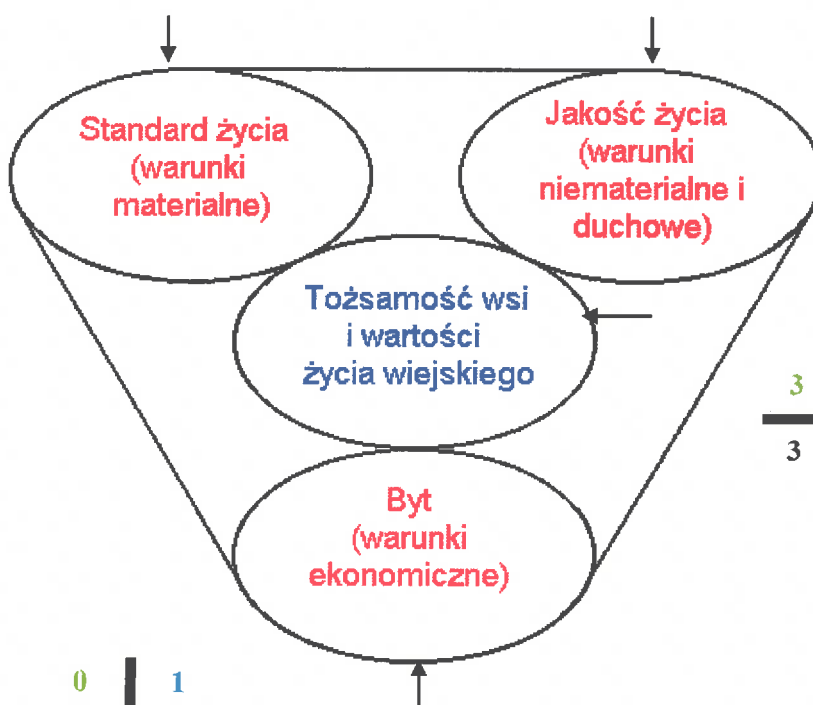 Standard życia
(warunki
materialne)
Jakość życia
(warunki
niematerialne i
duchowe)
Tożsamość wsi
i wartości
życia wiejskiego
3
3
Byt
(warunki
ekonomiczne)
0 1